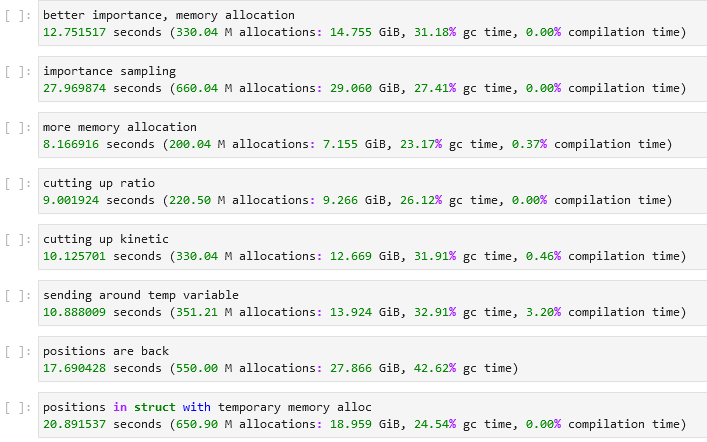 [ ]: better importance, memory allocation
12.751517 seconds (330.04 M allocations: 14.755 GiB, 31.18% gc time, 0.00% compilation time)
[ ]: importance sampling
27.969874 seconds (660.04 M allocations: 29.060 GiB, 27.41% gc time, 0.00% compilation time)
[ ]: more memory allocation
8.166916 seconds (200.04 M allocations: 7.155 GiB, 23.17% gc time, 0.37% compilation time)
[ ]: cutting up ratio
9.001924 seconds (220.50 M allocations: 9.266 GiB, 26.12% gc time, 0.00% compilation time)
[ ]: cutting up kinetic
10.125701 seconds (330.04 M allocations: 12.669 GiB, 31.91% gc time, 0.46% compilation time)
[ ]: sending around temp variable
10.888009 seconds (351.21 M allocations: 13.924 GiB, 32.91% gc time, 3.20% compilation time)
[ ]: positions are back
17.690428 seconds (550.00 M allocations: 27.866 GiB, 42.62% gc time)
[ ]: positions in struct with temporary memory alloc
20.891537 seconds (650.90 M allocations: 18.959 GiB, 24.54% gc time, 0.00% compilation time)